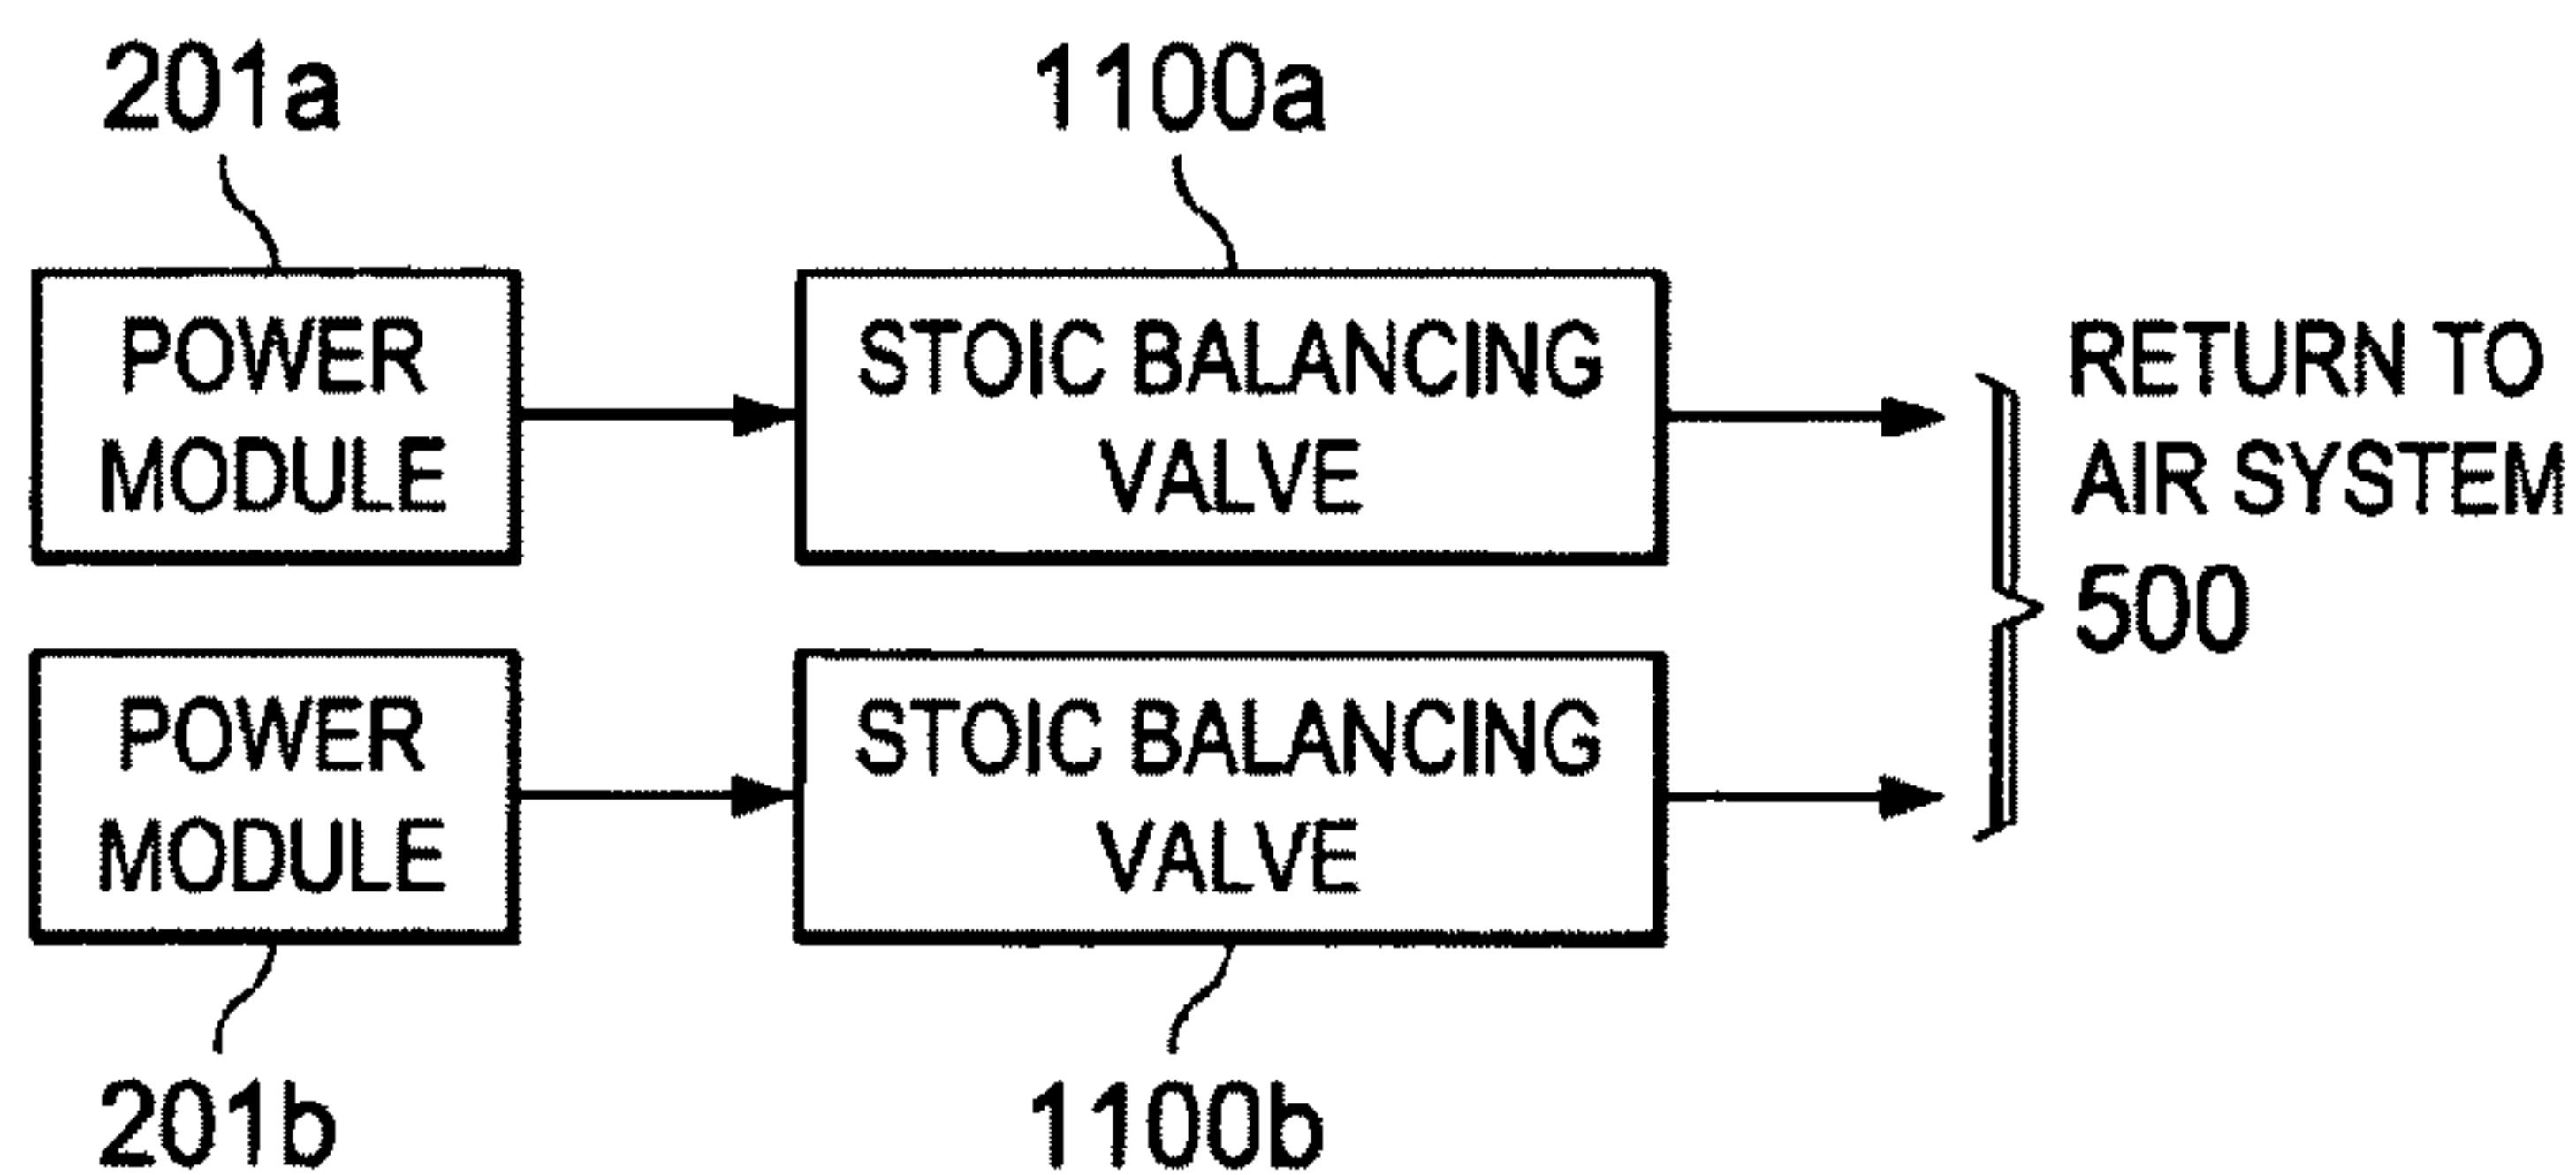 201a
1100a
POWER
MODULE
STOIC BALANCING
VALVE
RETURN TO
AIR SYSTEM
500
POWER
MODULE
STOIC BALANCING
VALVE
201b
1100b